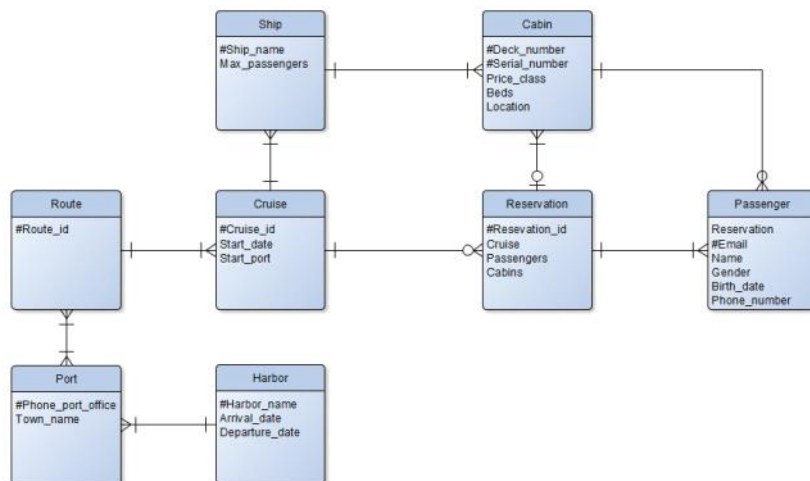 Ship
#Ship_name
Max_passengers
Cabin
#Deck_number
#Serial_number
Price_class
Beds
Location
Route
#Route_id
Cruise
#Cruise_id
Start_date
Start_port
Reservation
#Resevation_id
Cruise
Passengers
Cabins
Passenger
Reservation
#Email
Name
Gender
Birth_date
Phone_number
Port
#Phone_port_office
Town_name
Harbor
#Harbor_name
Arrival_date
Departure_date